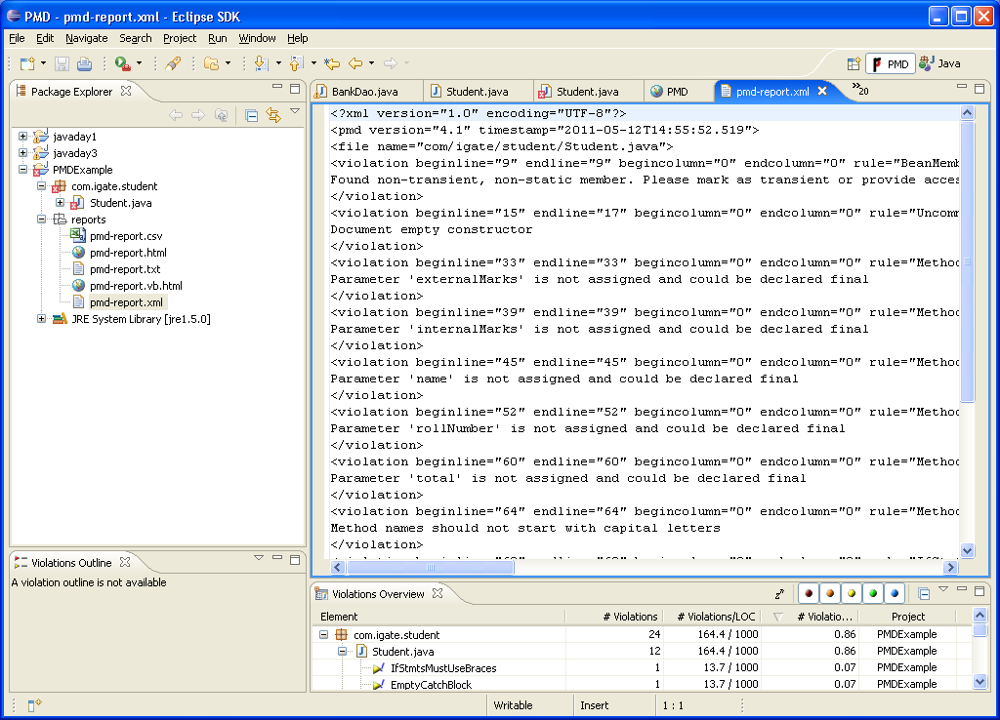 PMD - pmd-report.xml - Eclipse SDK
File Edit Navigate Search Project Run Window Help
PMD Java
Package Explorer
javaday1
javaday3
PMDExample
com.igate.student
Student.java
reports
pmd-report.csv
pmd-report.html
pmd-report.txt
pmd-report.vb.html
pmd-report.xml
JRE System Library [jre1.5.0]
Violations Outline
A violation outline is not available
BankDao.java Student.java Student.java PMD pmd-report.xml »20
<?xml version="1.0" encoding="UTF-8"?>
<pmd version="4.1" timestamp="2011-05-12T14:55:52.519">
<file name="com/igate/student/Student.java">
<violation beginline="9" endline="9" begincolumn="0" endcolumn="0" rule="BeanMemb
Found non-transient, non-static member. Please mark as transient or provide acces
</violation>
<violation beginline="15" endline="17" begincolumn="0" endcolumn="0" rule="Uncomm
Document empty constructor
</violation>
<violation beginline="33" endline="33" begincolumn="0" endcolumn="0" rule="Method
Parameter 'externalMarks' is not assigned and could be declared final
</violation>
<violation beginline="39" endline="39" begincolumn="0" endcolumn="0" rule="Method
Parameter 'internalMarks' is not assigned and could be declared final
</violation>
<violation beginline="45" endline="45" begincolumn="0" endcolumn="0" rule="Method
Parameter 'name' is not assigned and could be declared final
</violation>
<violation beginline="52" endline="52" begincolumn="0" endcolumn="0" rule="Method
Parameter 'rollNumber' is not assigned and could be declared final
</violation>
<violation beginline="60" endline="60" begincolumn="0" endcolumn="0" rule="Method
Parameter 'total' is not assigned and could be declared final
</violation>
<violation beginline="64" endline="64" begincolumn="0" endcolumn="0" rule="Method
Method names should not start with capital letters
</violation>
Violations Overview
Element # Violations # Violations/LOC # Violatio... Project
com.igate.student 24 164.4 / 1000 0.86 PMDExample
Student.java 12 164.4 / 1000 0.86 PMDExample
IfStmtsMustUseBraces 1 13.7 / 1000 0.07 PMDExample
EmptyCatchBlock 1 13.7 / 1000 0.07 PMDExample
Writable Insert 1 : 1